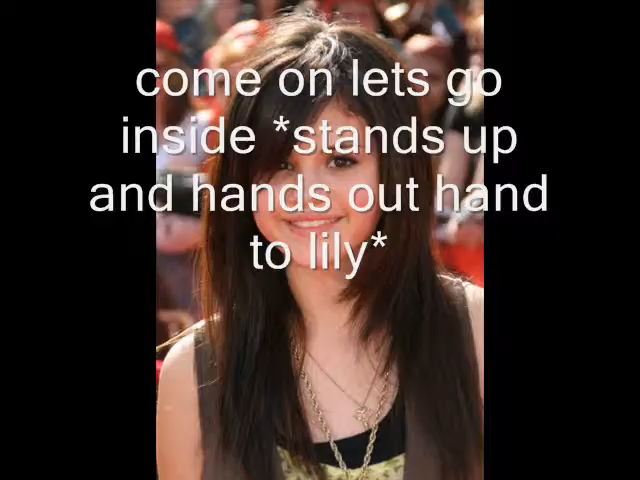 come on lets go
inside *stands up
and hands out hand
to lily*